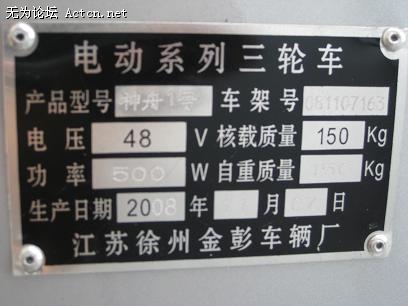 无为论坛 Actcn.net
电动系列三轮车
产品型号 神舟1号 车架号 081107163
电压 48 V 核载质量 150 Kg
功率 500 W 自重质量 Kg
生产日期 2008 年 月 日
江苏徐州金彭车辆厂